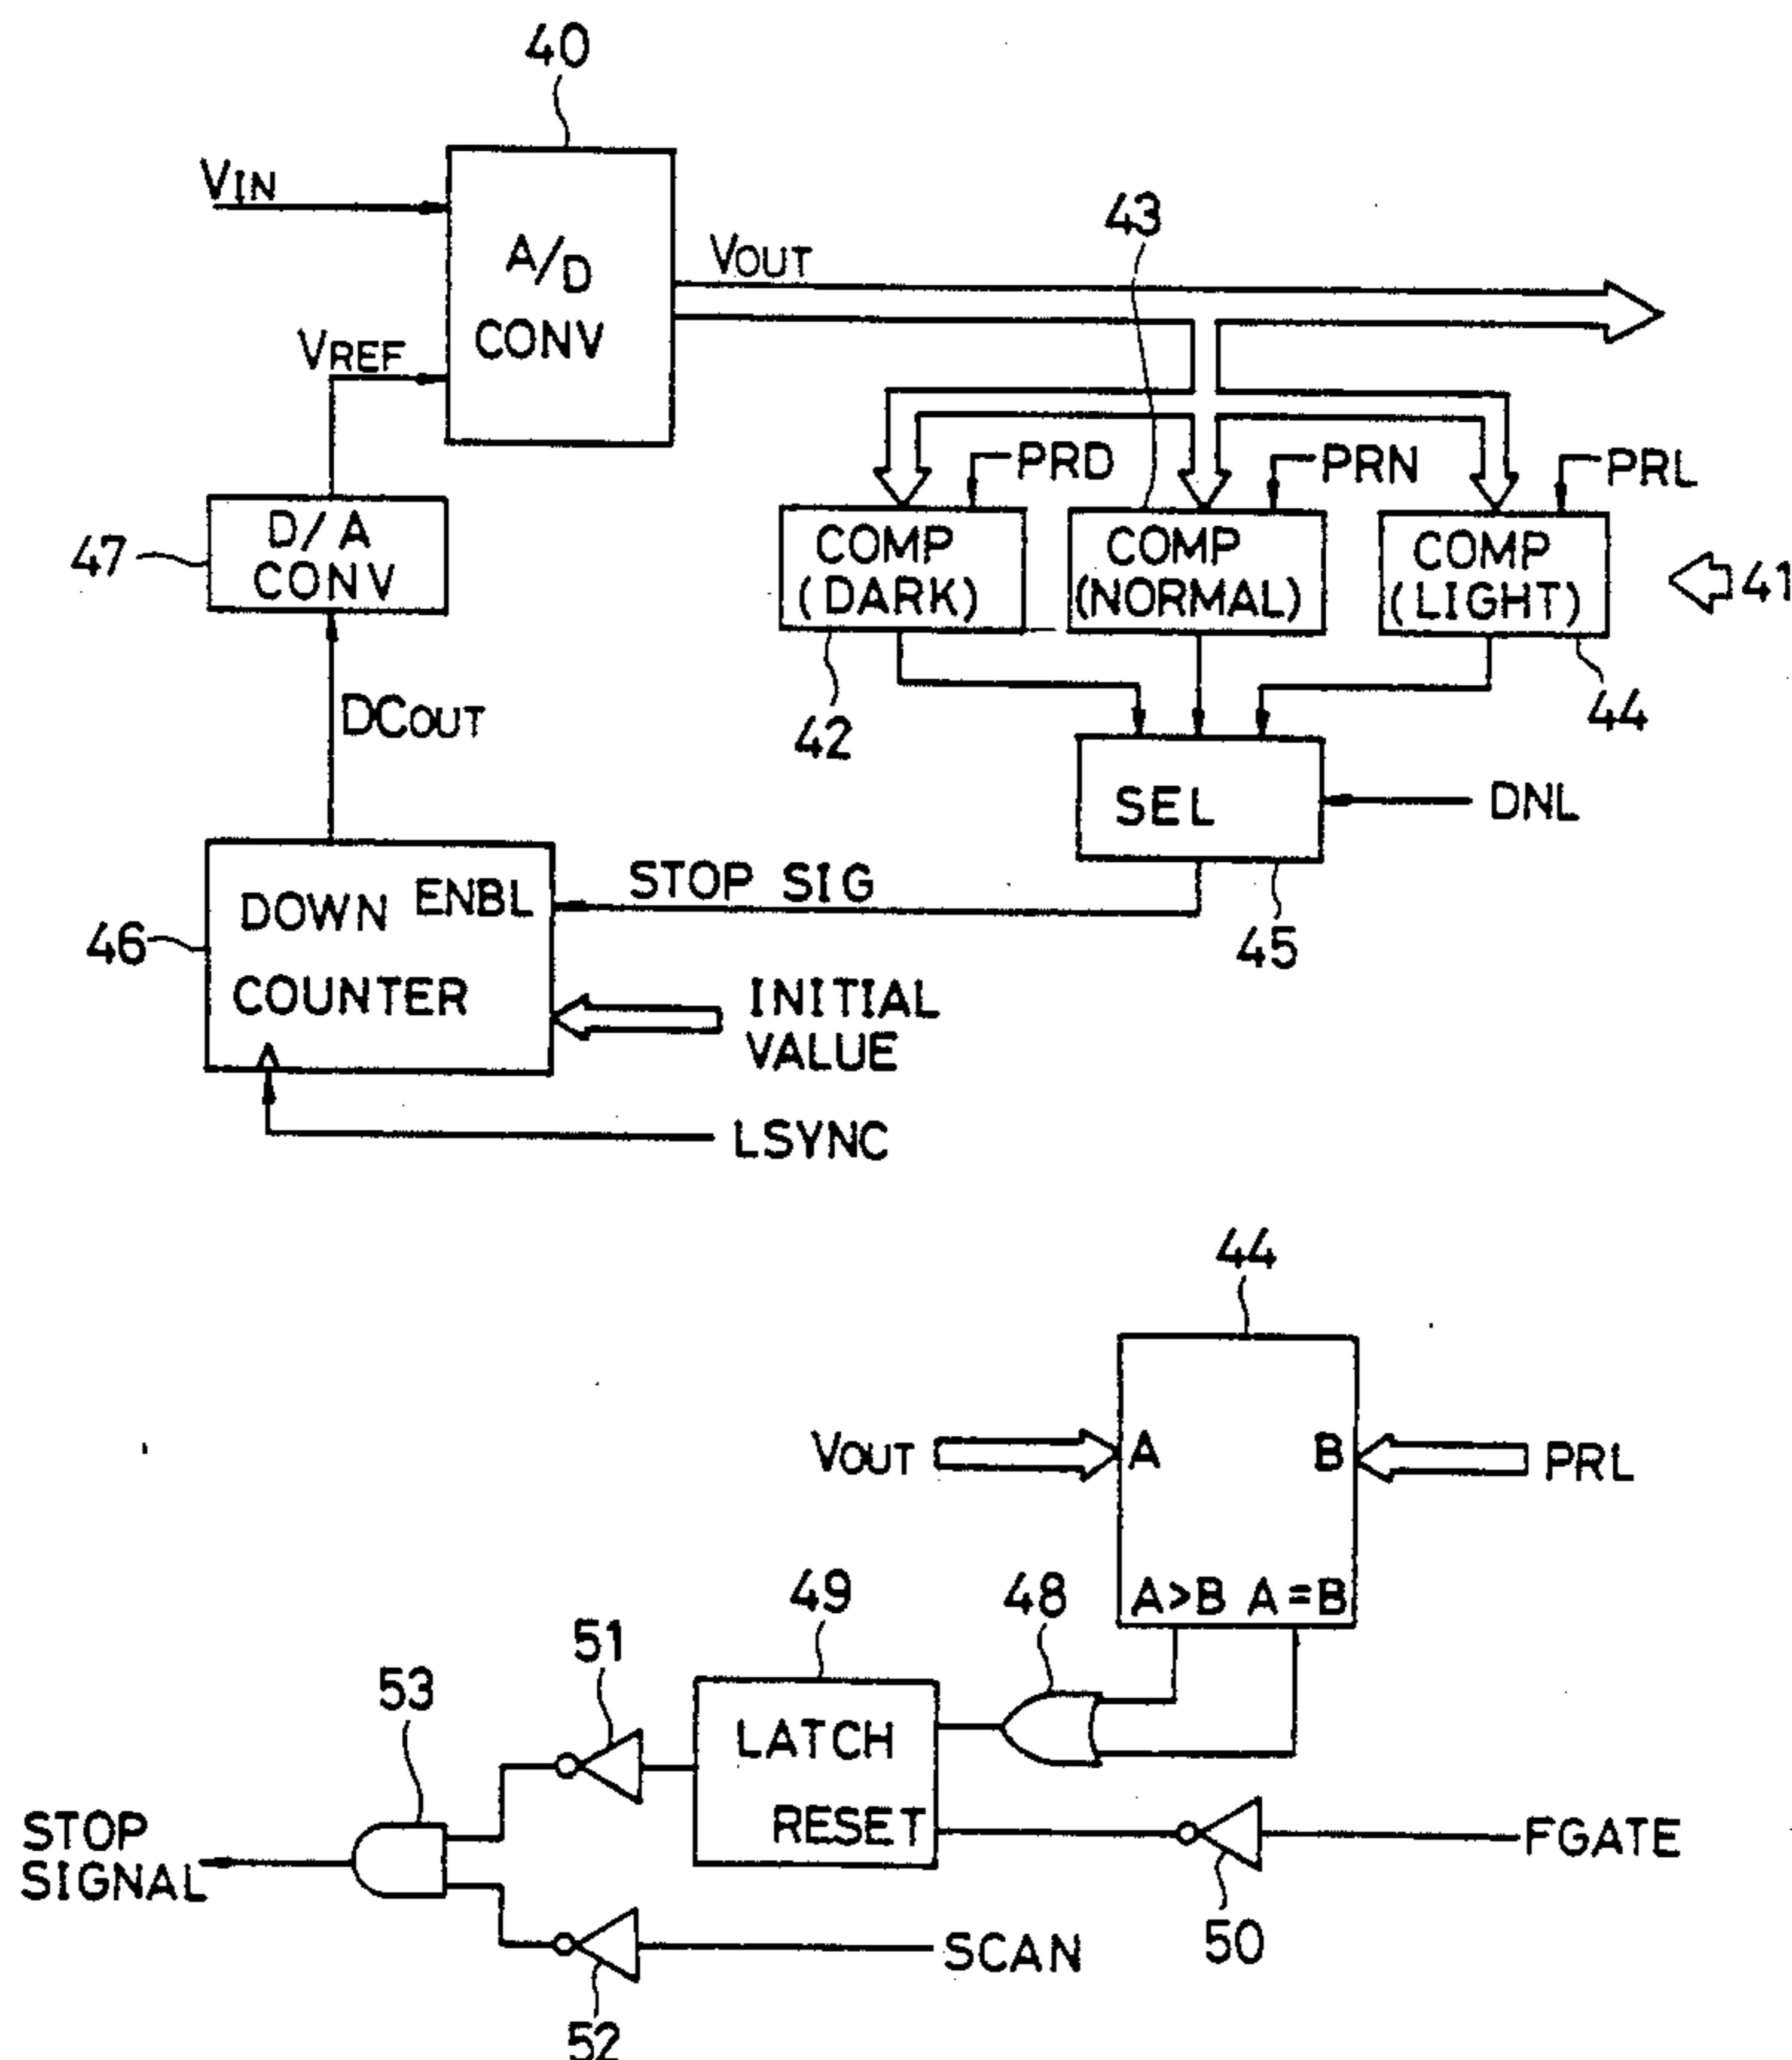 40
VIN
A/D
CONV
VOUT
43
VREF
PRD
PRN
PRL
D/A
CONV
47
COMP
(DARK)
COMP
(NORMAL)
COMP
(LIGHT)
41
42
44
DCOUT
SEL
DNL
45
STOP SIG
DOWN
ENBL
COUNTER
46
INITIAL
VALUE
LSYNC
44
VOUT
A
B
PRL
A>B
A=B
48
49
51
53
LATCH
RESET
FGATE
50
STOP
SIGNAL
SCAN
52